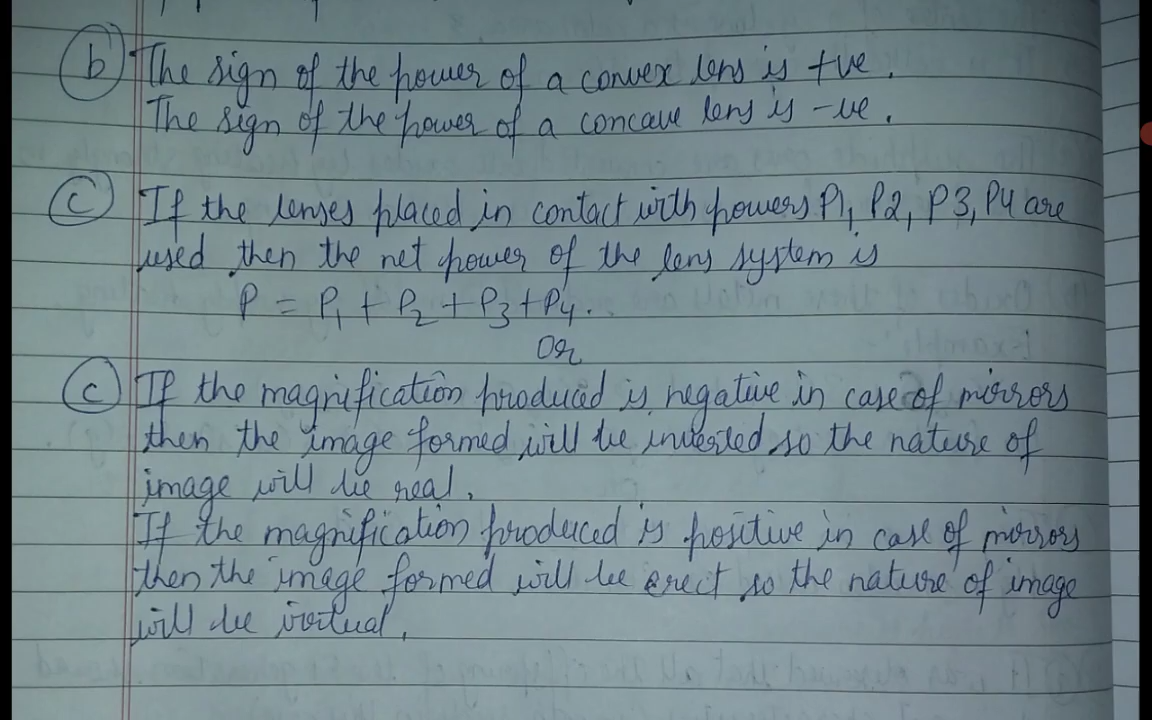 b The sign of the power of a convex lens is +ve.
The sign of the power of a concave lens is -ve.
c If the lenses placed in contact with powers P1, P2, P3, P4 are
used then the net power of the lens system is
P = P1 + P2 + P3 + P4.
Or
c If the magnification produced is negative in case of mirrors
then the image formed will be inverted so the nature of
image will be real.
If the magnification produced is positive in case of mirrors
then the image formed will be erect so the nature of image
will be virtual.